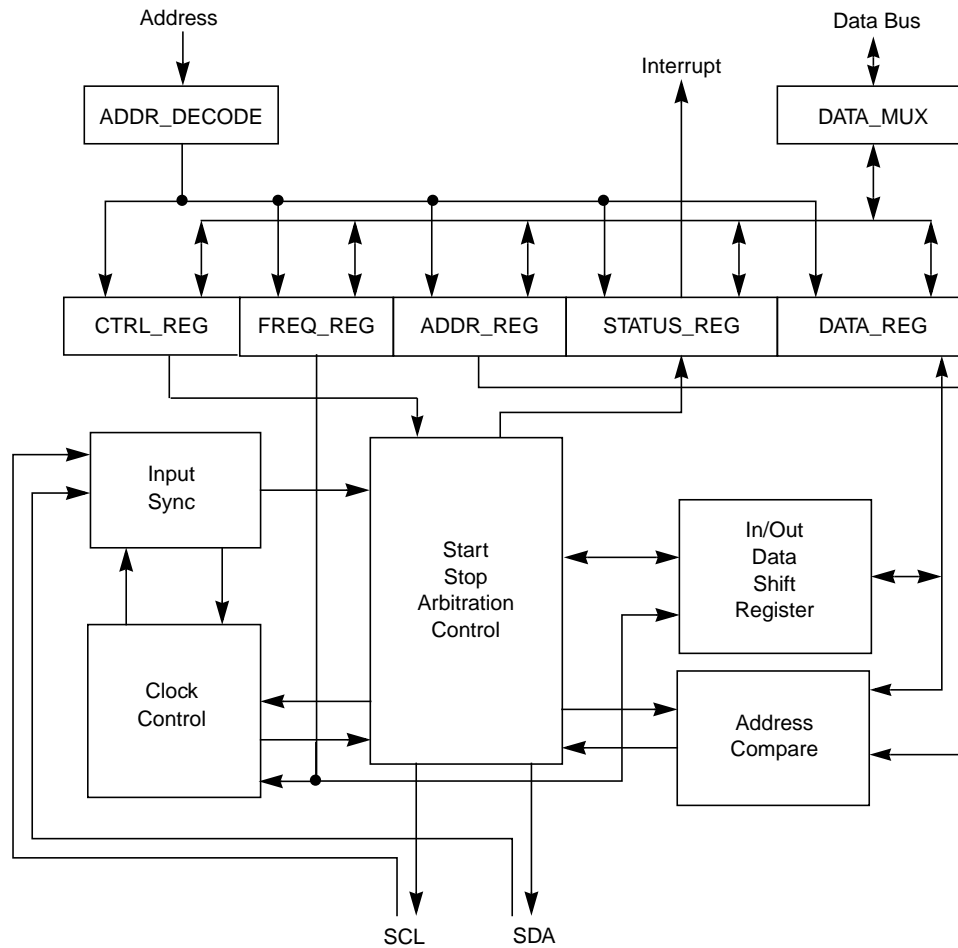 Address
Data Bus
Interrupt
ADDR_DECODE
DATA_MUX
CTRL_REG
FREQ_REG
ADDR_REG
STATUS_REG
DATA_REG
Input
Sync
Start
Stop
Arbitration
Control
In/Out
Data
Shift
Register
Clock
Control
Address
Compare
SCL
SDA